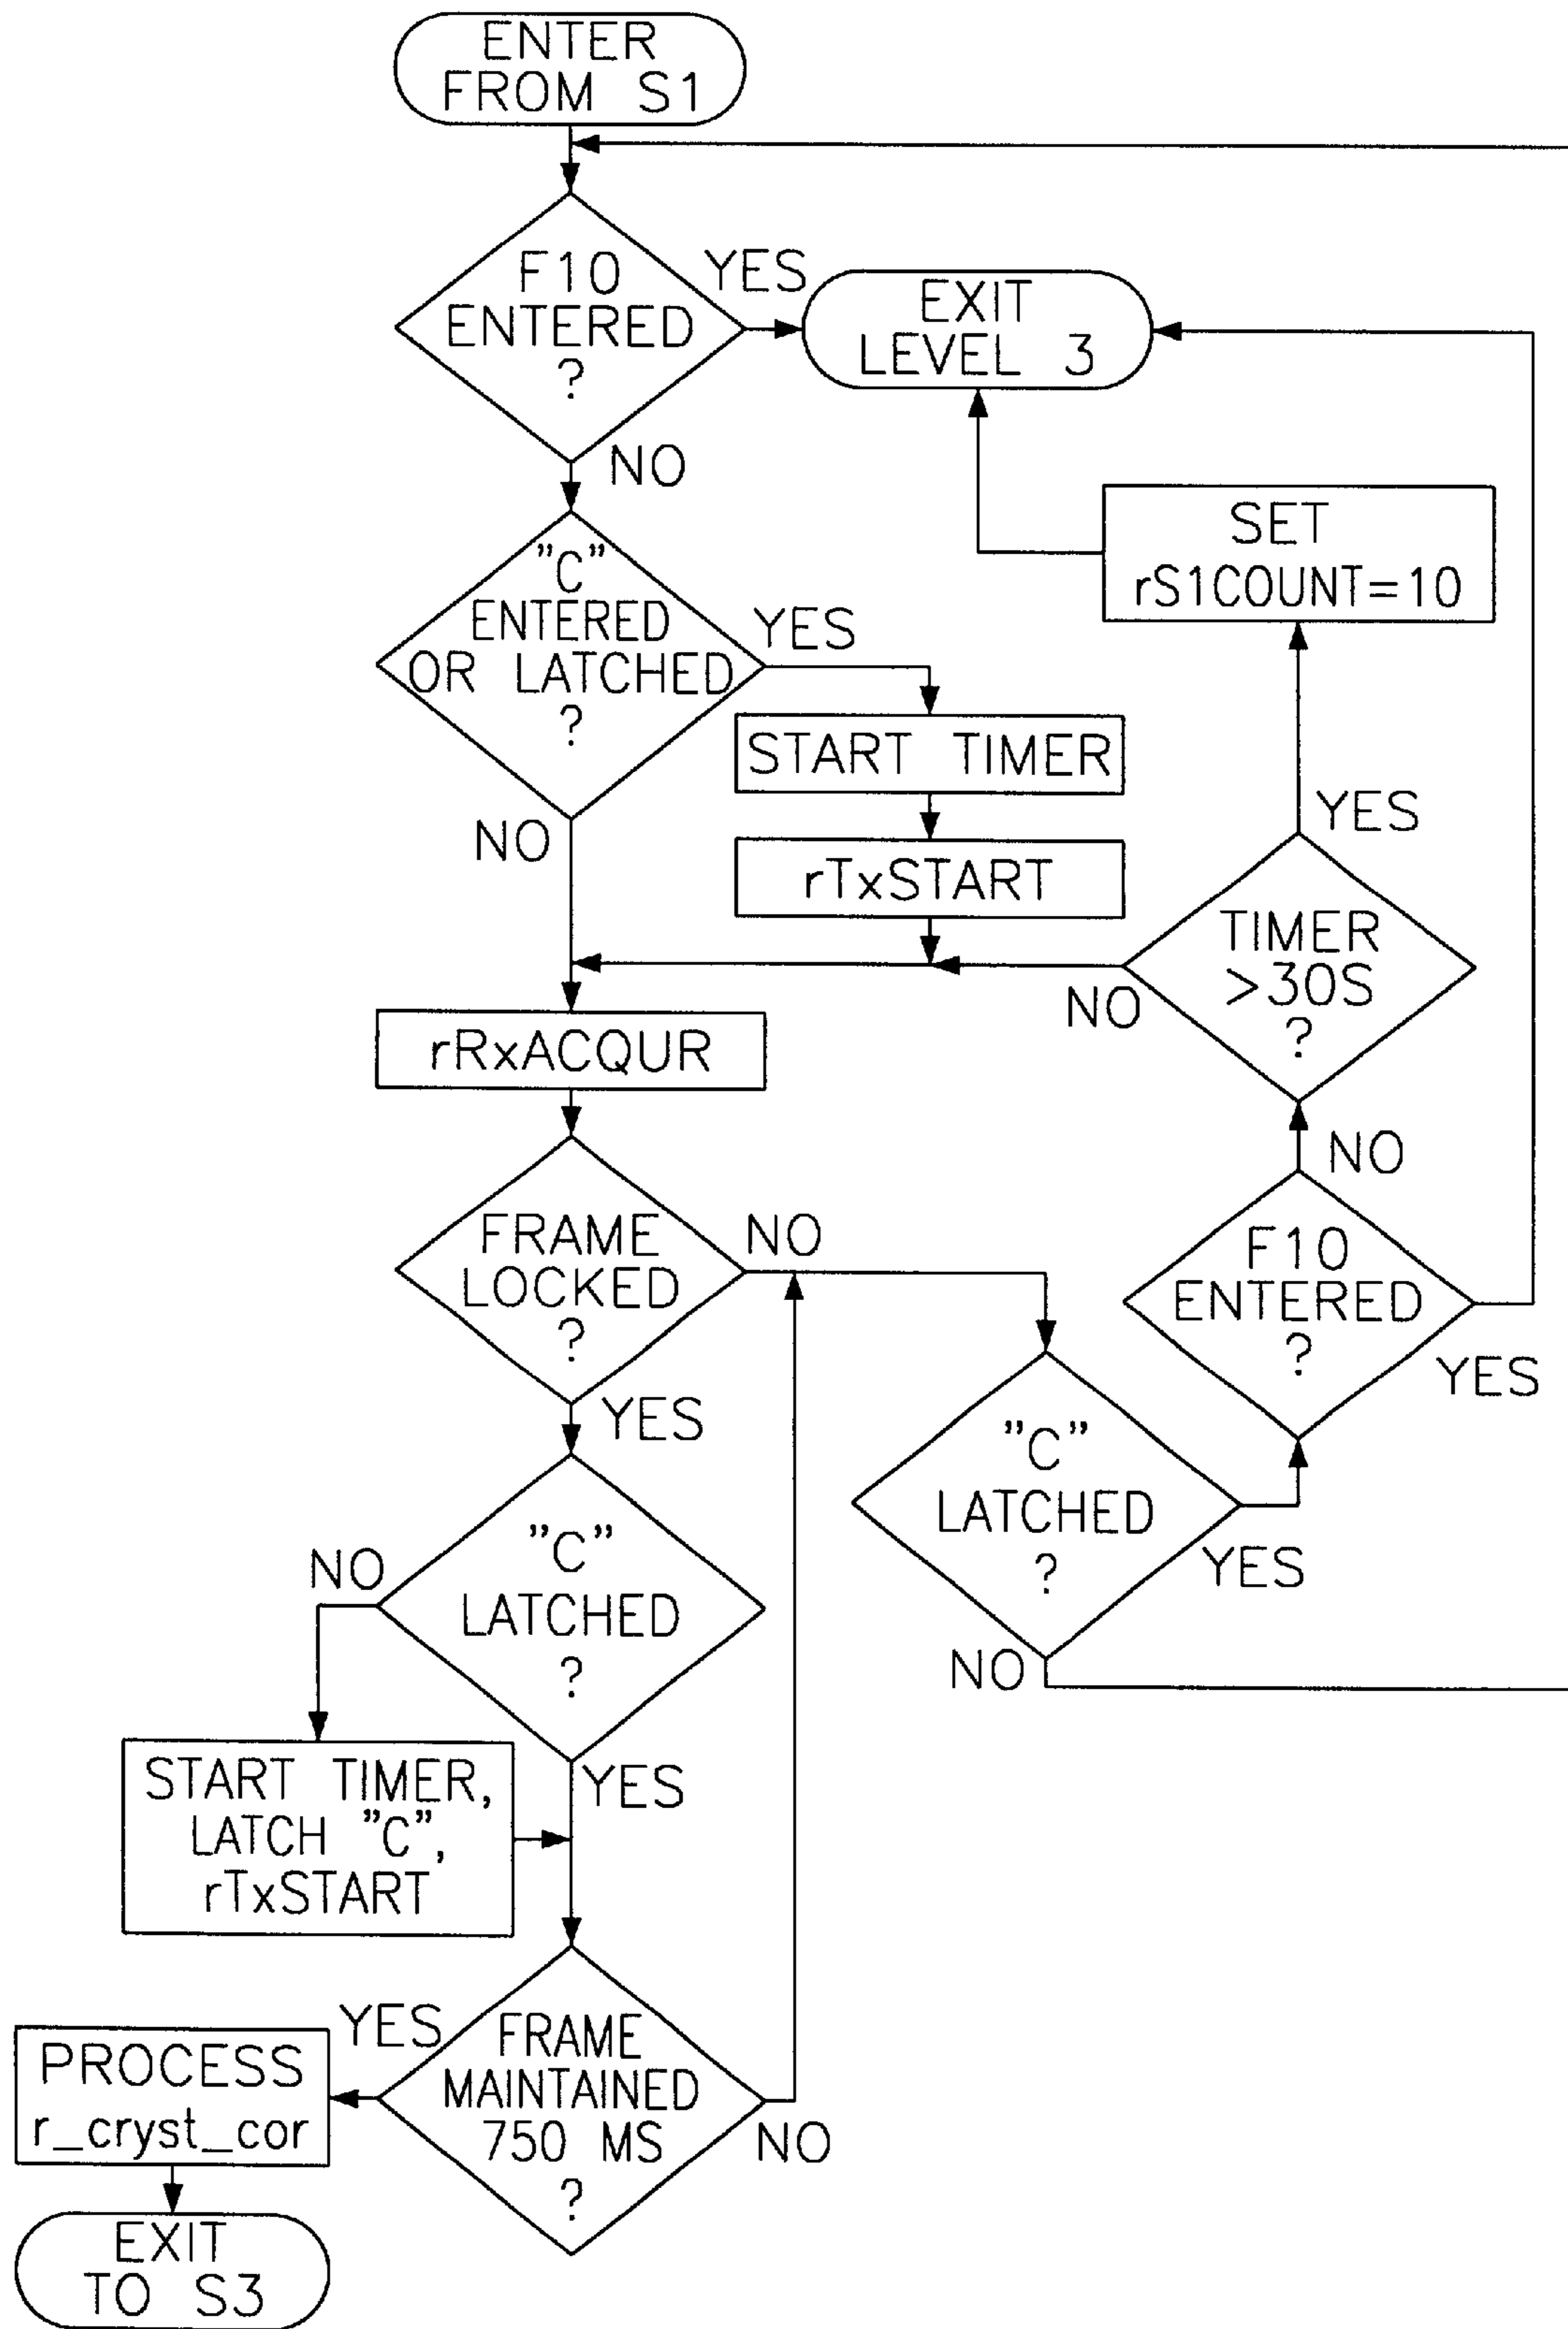 ENTER
FROM S1
F10
ENTERED
?
YES
NO
EXIT
LEVEL 3
"C"
ENTERED
OR LATCHED
?
YES
NO
SET
rS1COUNT=10
START TIMER
rTxSTART
YES
TIMER
>30S
?
NO
rRxACQUR
NO
F10
ENTERED
?
YES
FRAME
LOCKED
?
NO
YES
"C"
LATCHED
?
YES
NO
"C"
LATCHED
?
NO
YES
START TIMER,
LATCH "C",
rTxSTART
FRAME
MAINTAINED
750 MS
?
YES
NO
PROCESS
r_cryst_cor
EXIT
TO S3